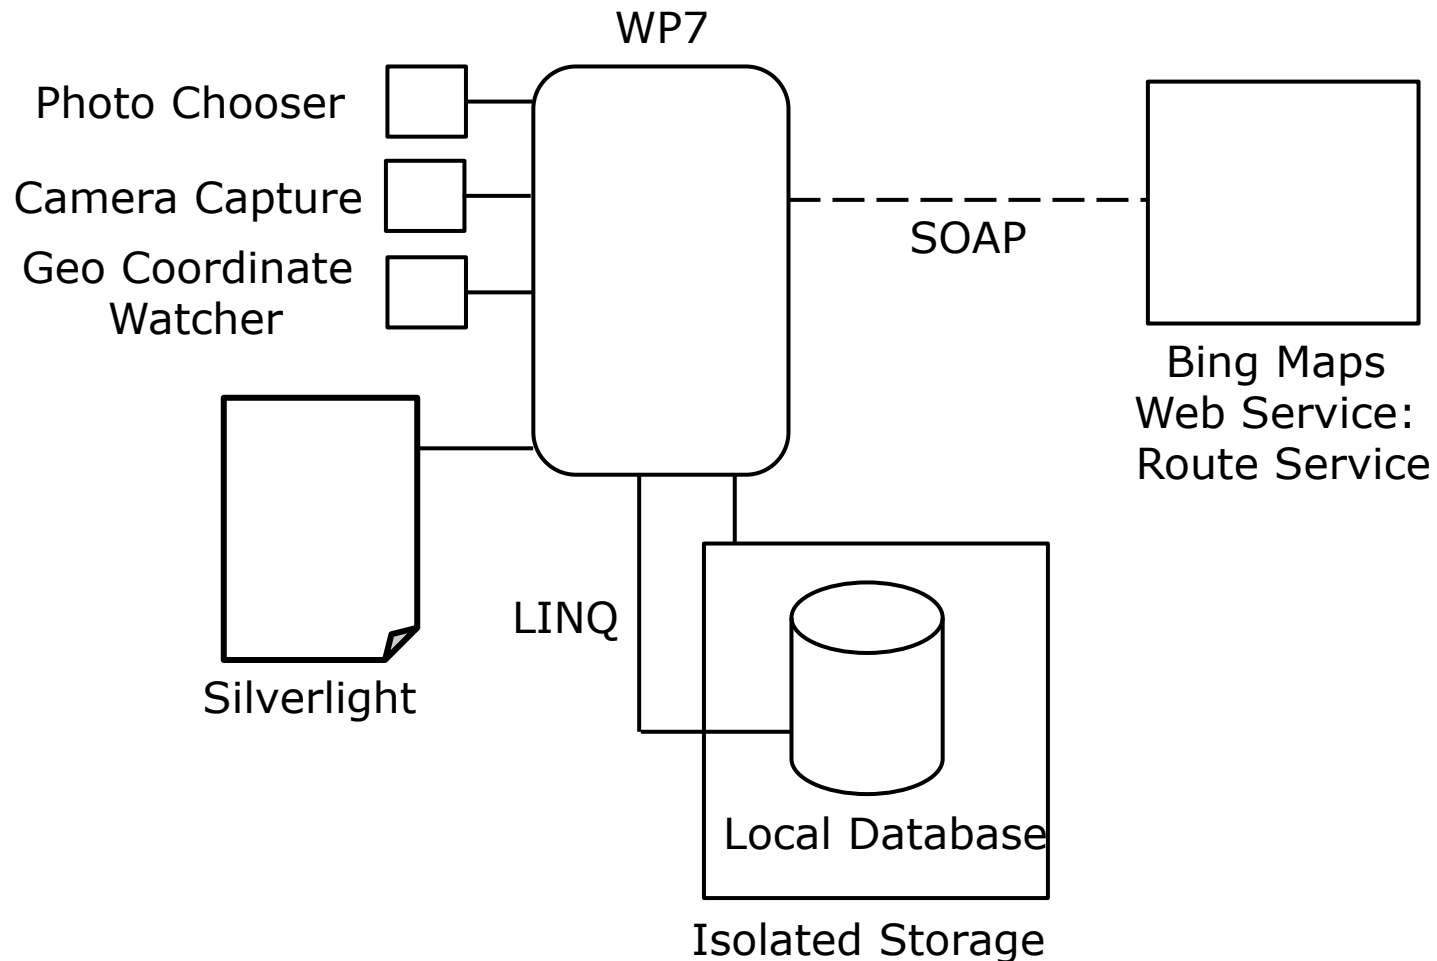 WP7
Photo Chooser
Camera Capture
Geo Coordinate
Watcher
SOAP
Bing Maps
Web Service:
Route Service
LINQ
Silverlight
Local Database
Isolated Storage